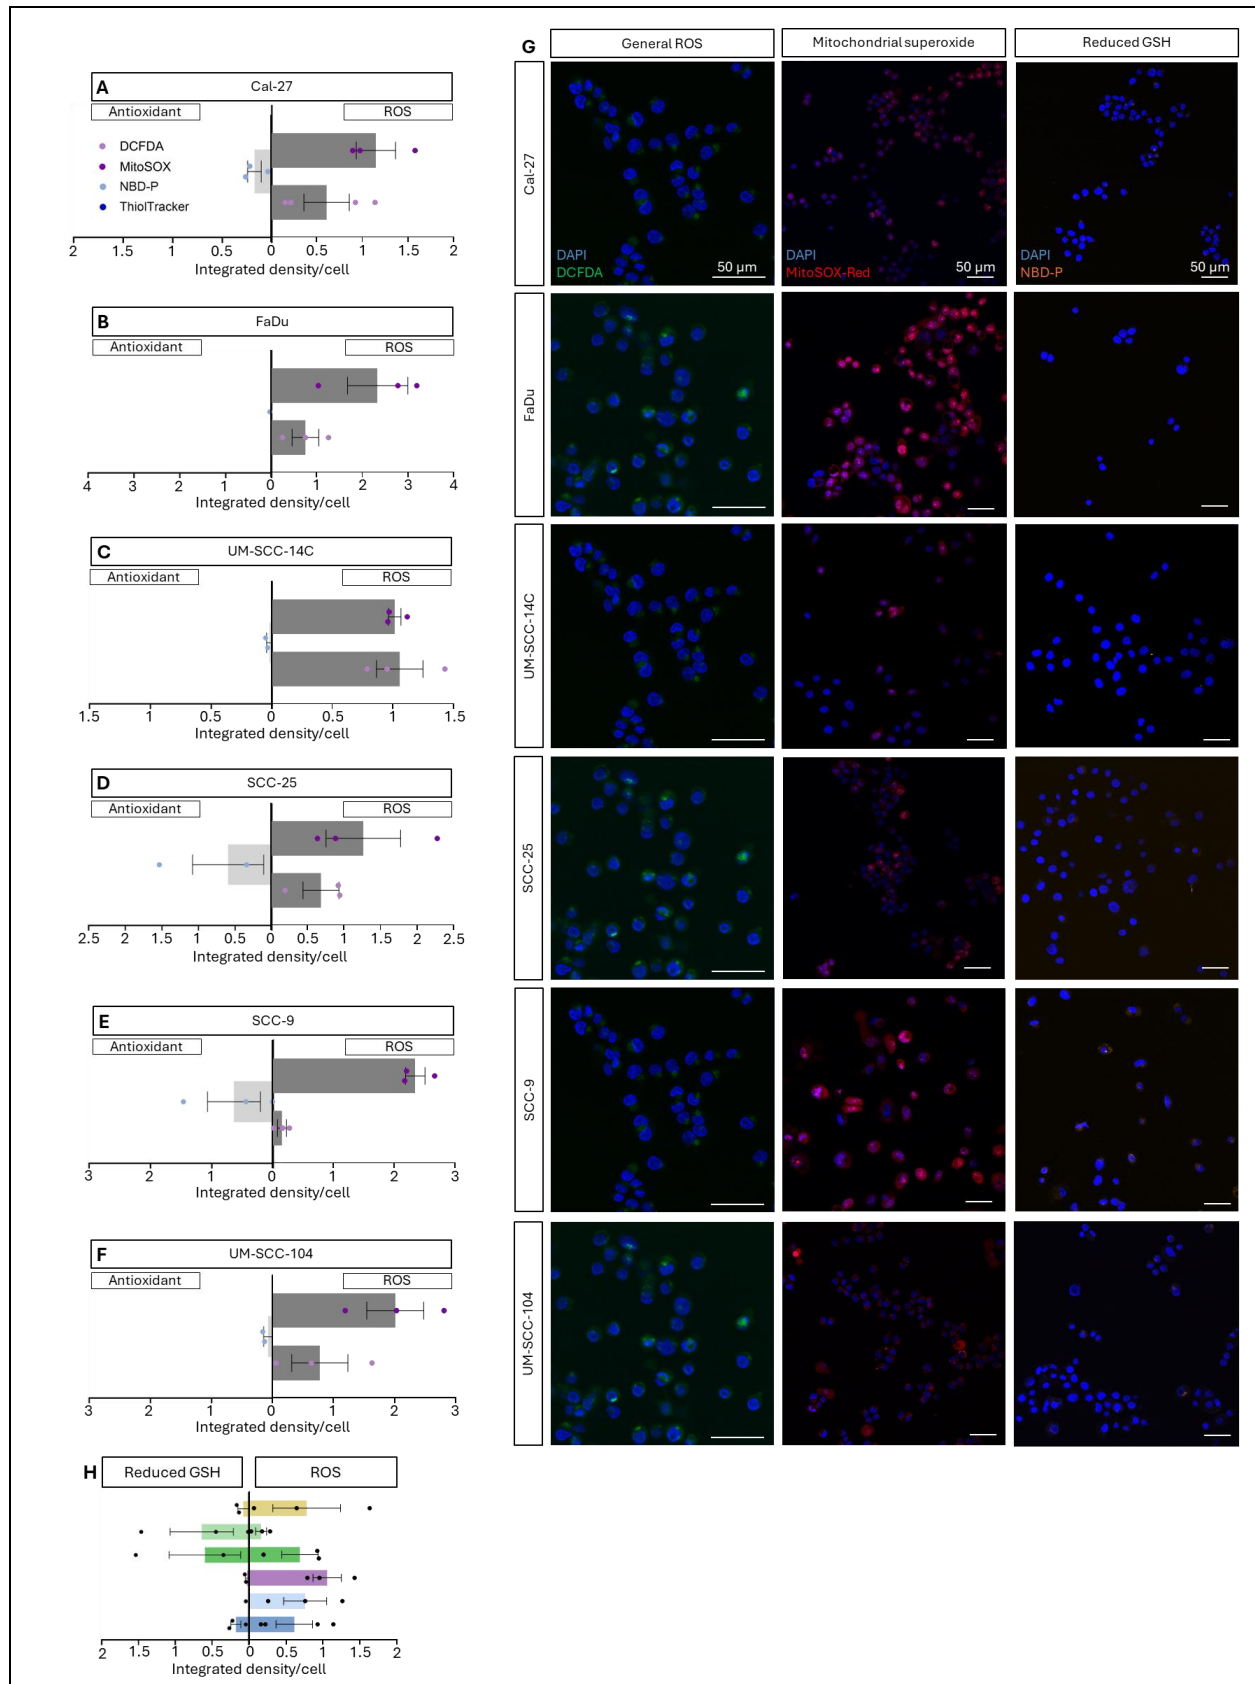 A
Cal-27
Antioxidant
ROS
DCFDA
MitoSOX
NBD-P
ThiolTracker
2 1.5 1 0.5 0 0.5 1 1.5 2
Integrated density/cell
B
FaDu
Antioxidant
ROS
4 3 2 1 0 1 2 3 4
Integrated density/cell
C
UM-SCC-14C
Antioxidant
ROS
1.5 1 0.5 0 0.5 1 1.5
Integrated density/cell
D
SCC-25
Antioxidant
ROS
2.5 2 1.5 1 0.5 0 0.5 1 1.5 2 2.5
Integrated density/cell
E
SCC-9
Antioxidant
ROS
3 2 1 0 1 2 3
Integrated density/cell
F
UM-SCC-104
Antioxidant
ROS
3 2 1 0 1 2 3
Integrated density/cell
G
General ROS
Mitochondrial superoxide
Reduced GSH
Cal-27
DAPI
DCFDA
50 µm
DAPI
MitoSOX-Red
50 µm
DAPI
NBD-P
50 µm
FaDu
UM-SCC-14C
SCC-25
SCC-9
UM-SCC-104
H
Reduced GSH
ROS
2 1.5 1 0.5 0 0.5 1 1.5 2
Integrated density/cell